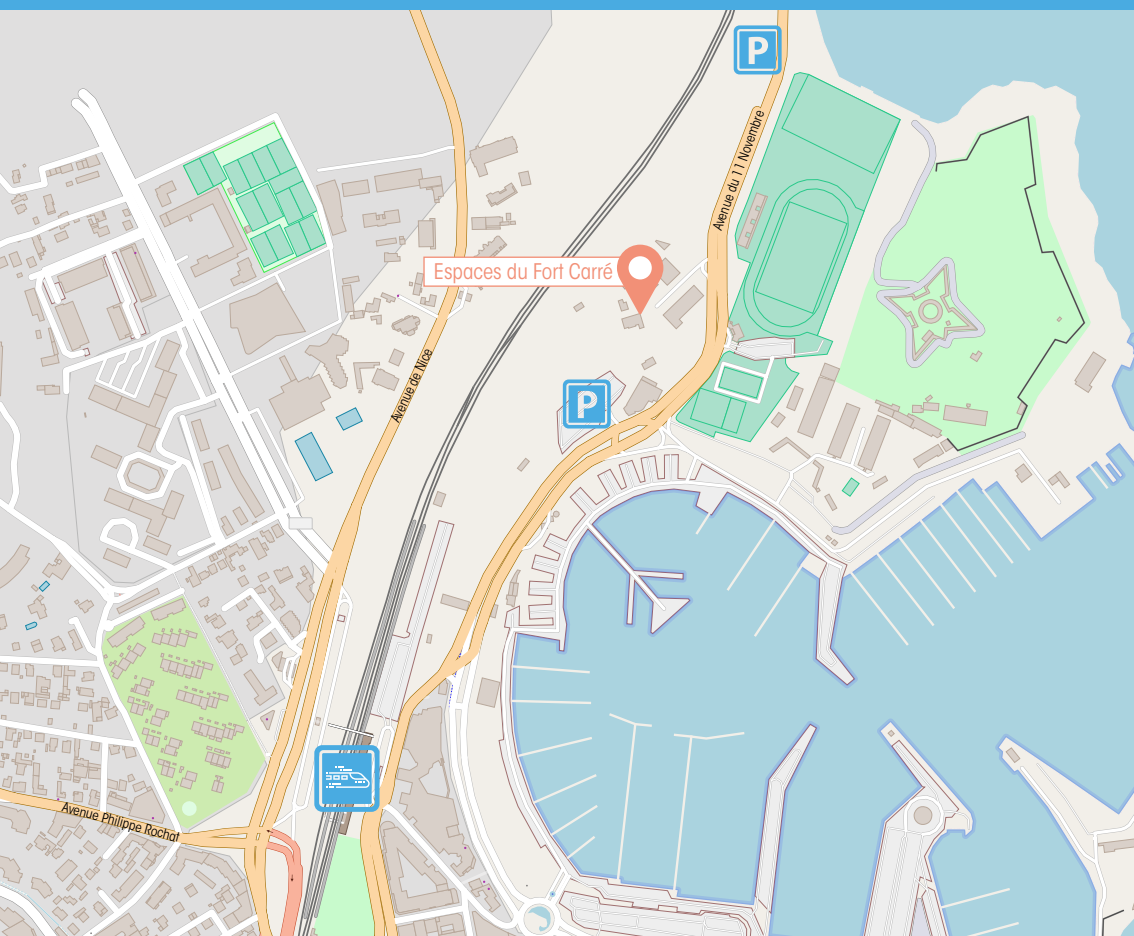 P
Avenue du 11 Novembre
Espaces du Fort Carré
Avenue de Nice
P
Avenue Philippe Rochat